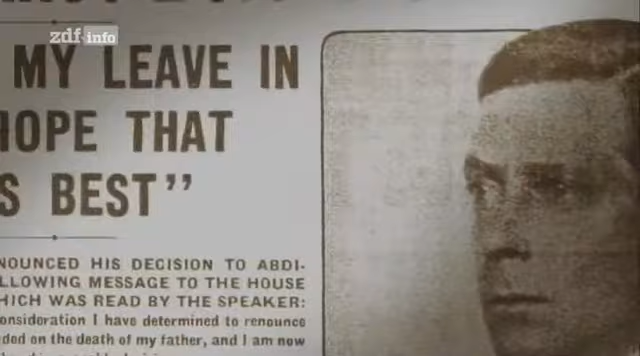 zdf·info
MY LEAVE IN
HOPE THAT
S BEST”
NOUNCED HIS DECISION TO ABDI-
LLOWING MESSAGE TO THE HOUSE
HICH WAS READ BY THE SPEAKER:
onsideration I have determined to renounce
ded on the death of my father, and I am now